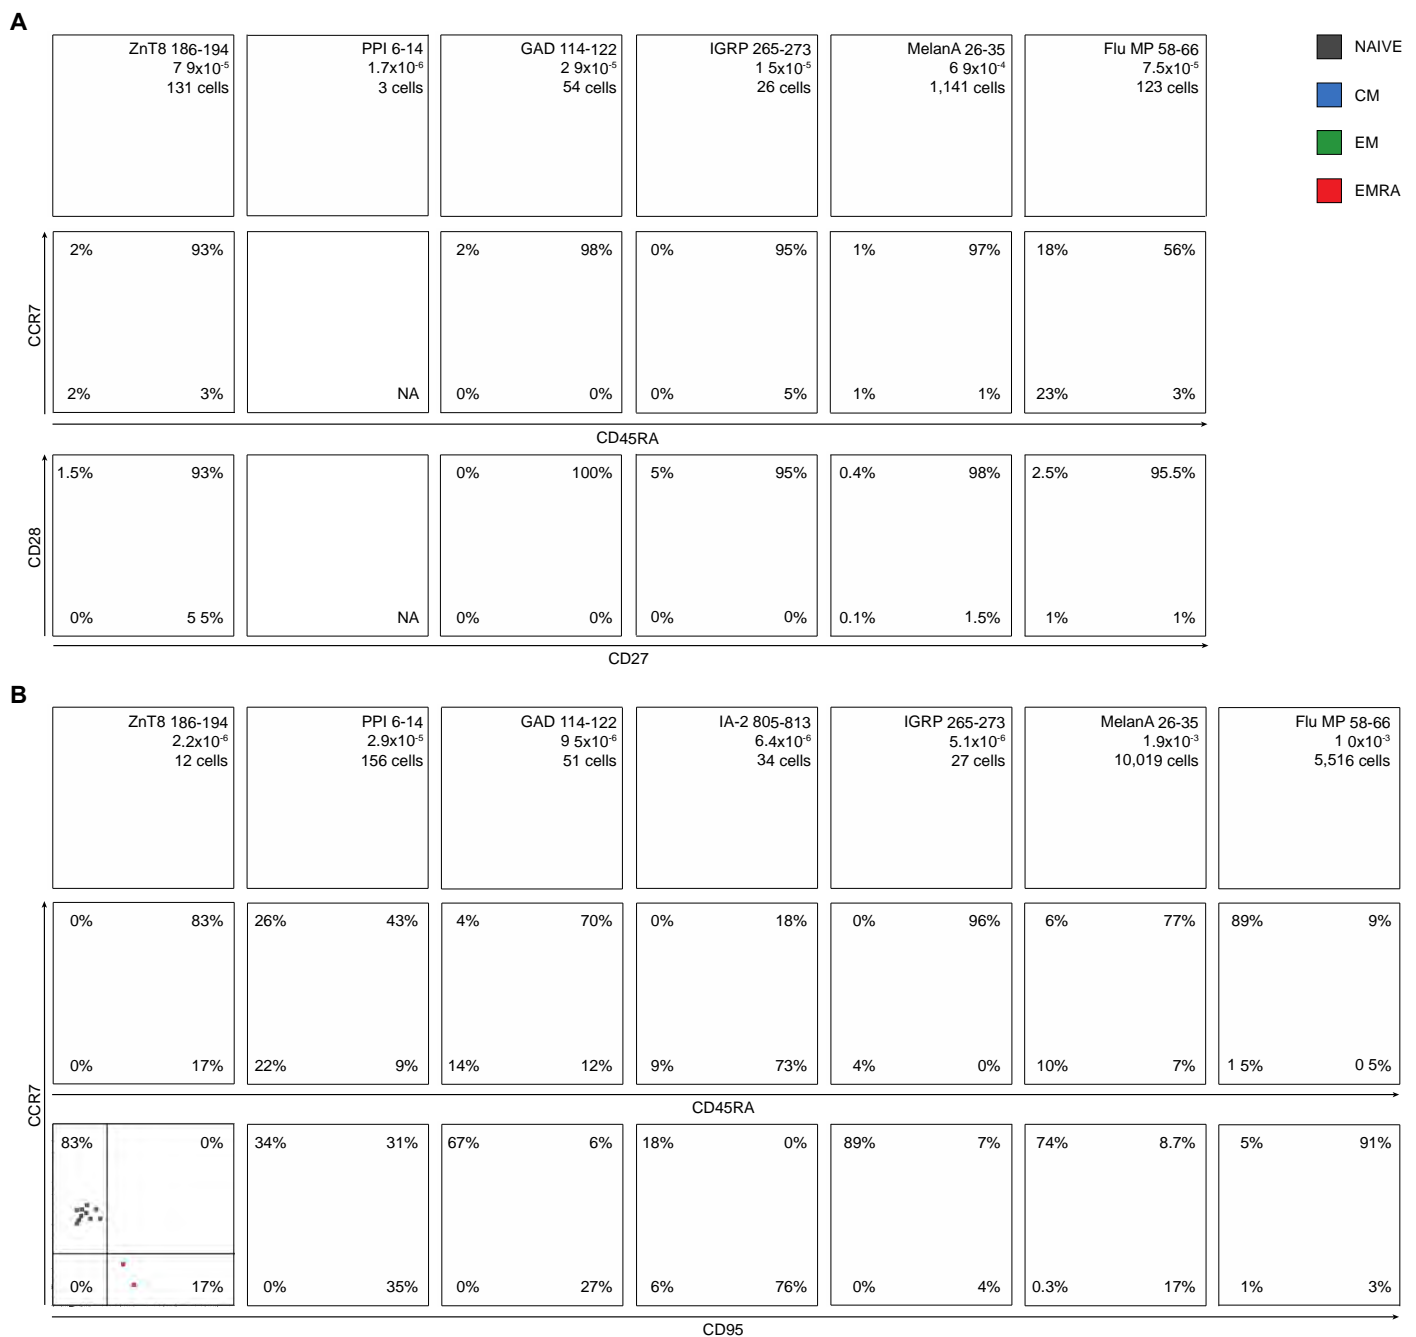 A
ZnT8 186-194
7 9x10-5
131 cells
PPI 6-14
1.7x10-6
3 cells
GAD 114-122
2 9x10-5
54 cells
IGRP 265-273
1 5x10-5
26 cells
MelanA 26-35
6 9x10-4
1,141 cells
Flu MP 58-66
7.5x10-5
123 cells
NAIVE
CM
EM
EMRA
CCR7
2% 93%
2% 98%
0% 95%
1% 97%
18% 56%
2% 3%
NA
0% 0%
0% 5%
1% 1%
23% 3%
CD45RA
CD28
1.5% 93%
0% 100%
5% 95%
0.4% 98%
2.5% 95.5%
0% 5 5%
NA
0% 0%
0% 0%
0.1% 1.5%
1% 1%
CD27
B
ZnT8 186-194
2.2x10-6
12 cells
PPI 6-14
2.9x10-5
156 cells
GAD 114-122
9 5x10-6
51 cells
IA-2 805-813
6.4x10-6
34 cells
IGRP 265-273
5.1x10-6
27 cells
MelanA 26-35
1.9x10-3
10,019 cells
Flu MP 58-66
1 0x10-3
5,516 cells
CCR7
0% 83%
26% 43%
4% 70%
0% 18%
0% 96%
6% 77%
89% 9%
0% 17%
22% 9%
14% 12%
9% 73%
4% 0%
10% 7%
1 5% 0 5%
CD45RA
83% 0%
34% 31%
67% 6%
18% 0%
89% 7%
74% 8.7%
5% 91%
0% 17%
0% 35%
0% 27%
6% 76%
0% 4%
0.3% 17%
1% 3%
CD95